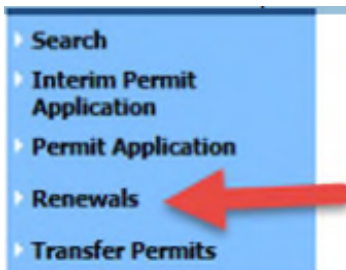 Search
Interim Permit
Application
Permit Application
Renewals
Transfer Permits